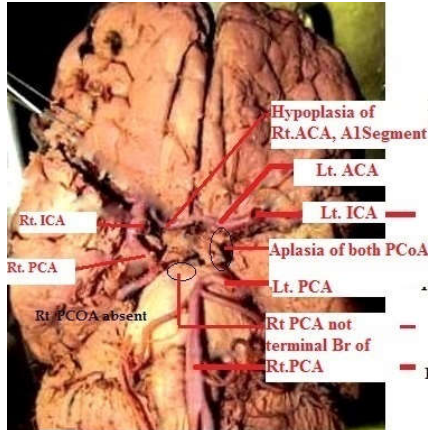 Hypoplasia of
Rt.ACA, A1Segment
Lt. ACA
Lt. ICA
Rt. ICA
Aplasia of both PCoA
Rt. PCA
Lt. PCA
Rt PCOA absent
Rt PCA not
terminal Br of
Rt.PCA